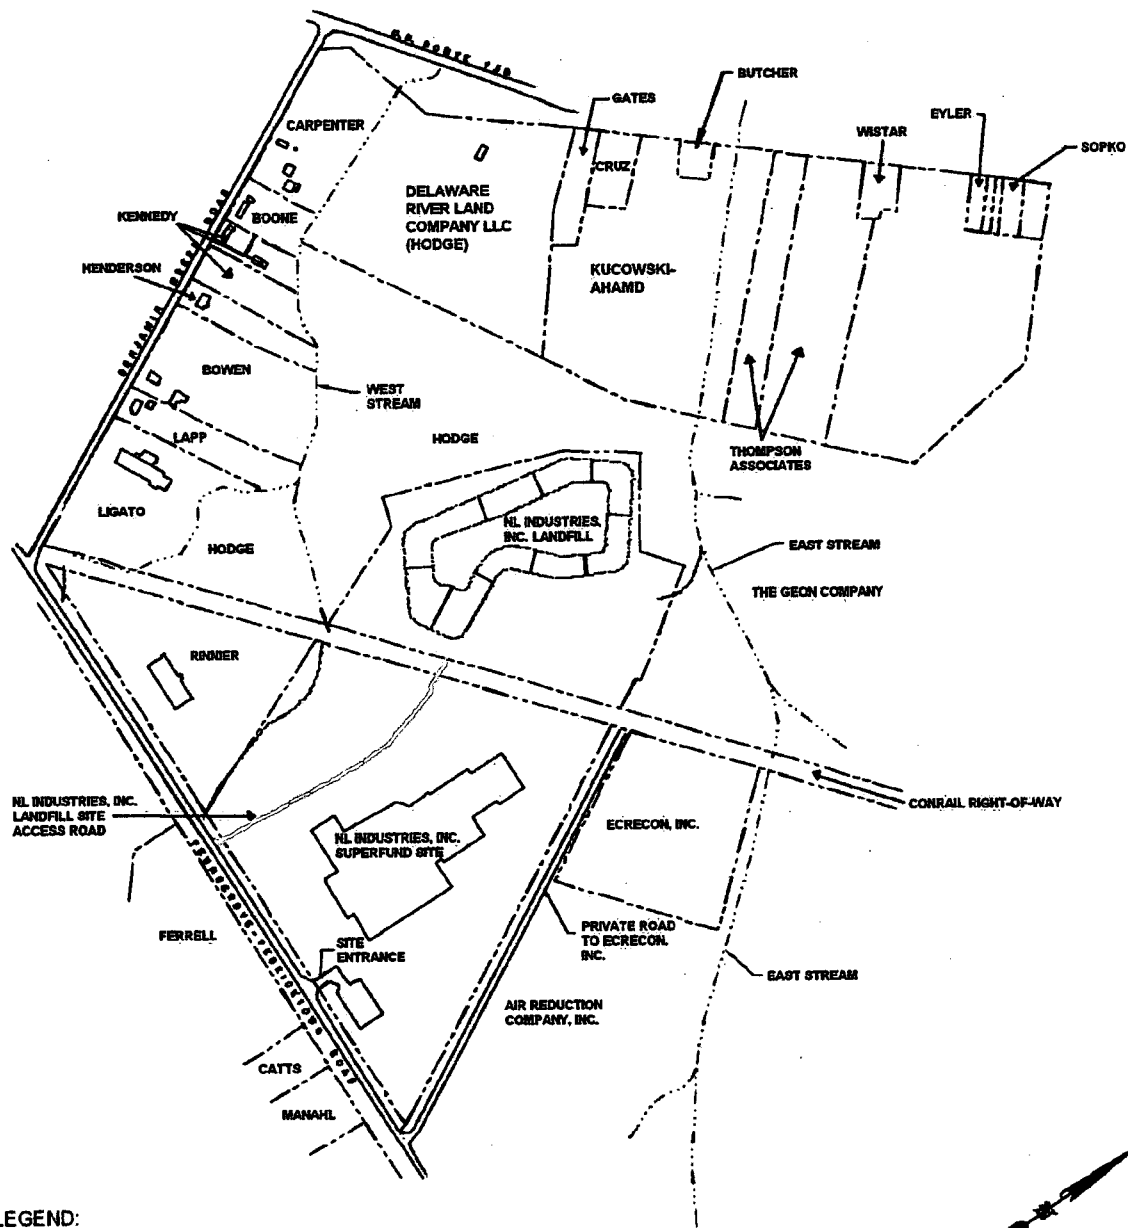 GATES
BUTCHER
WISTAR
EYLER
SOPKO
CARPENTER
CRUZ
DELAWARE
RIVER LAND
COMPANY LLC
(HODGE)
KENNEDY
BOONE
HENDERSON
KUCOWSKI-
AHAMD
BOWEN
WEST
STREAM
LAPP
HODGE
THOMPSON
ASSOCIATES
LIGATO
NL INDUSTRIES,
INC. LANDFILL
HODGE
EAST STREAM
THE GEON COMPANY
RINNIER
NL INDUSTRIES, INC.
LANDFILL SITE
ACCESS ROAD
CONRAIL RIGHT-OF-WAY
ECRECON, INC.
NL INDUSTRIES, INC.
SUPERFUND SITE
FERRELL
SITE
ENTRANCE
PRIVATE ROAD
TO ECRECON,
INC.
EAST STREAM
AIR REDUCTION
COMPANY, INC.
ROAD
CATTS
MANAHL
LEGEND: